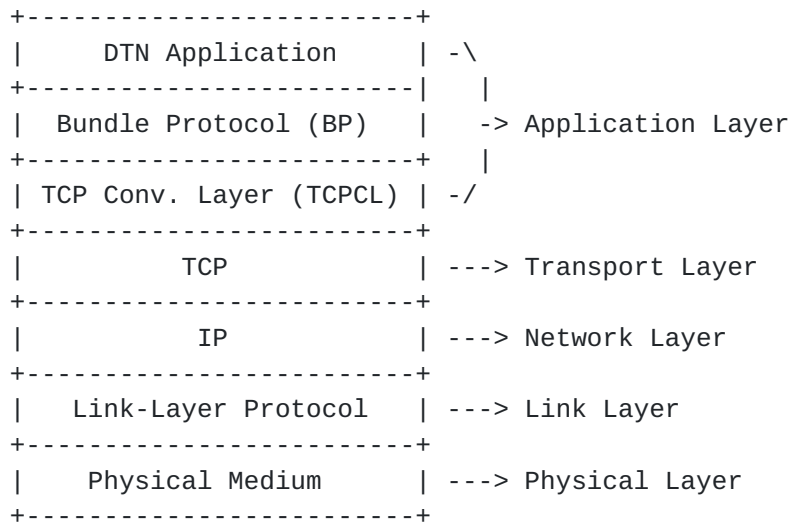 +-------------------------+
|     DTN Application     | -\
+-------------------------|   |
|  Bundle Protocol (BP)   |   -> Application Layer
+-------------------------+   |
| TCP Conv. Layer (TCPCL) | -/
+-------------------------+
|          TCP            | ---> Transport Layer
+-------------------------+
|           IP            | ---> Network Layer
+-------------------------+
|   Link-Layer Protocol   | ---> Link Layer
+-------------------------+
|    Physical Medium      | ---> Physical Layer
+-------------------------+